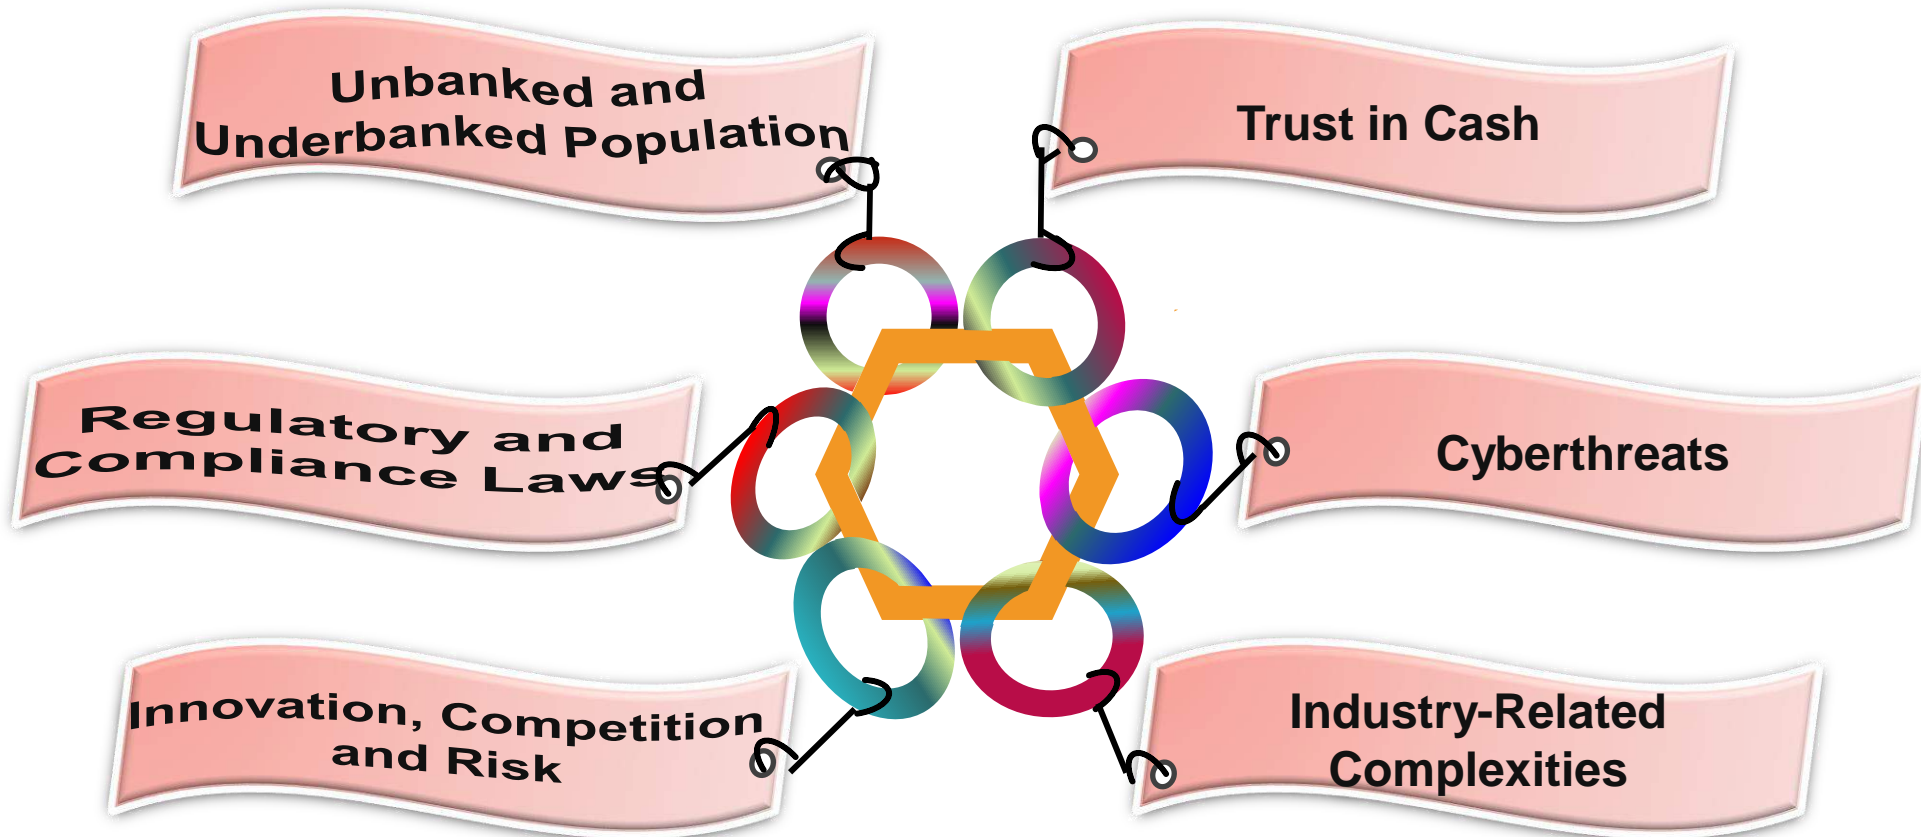 Unbanked and
Underbanked Population
Trust in Cash
Regulatory and
Compliance Laws
Cyberthreats
Innovation, Competition
and Risk
Industry-Related
Complexities